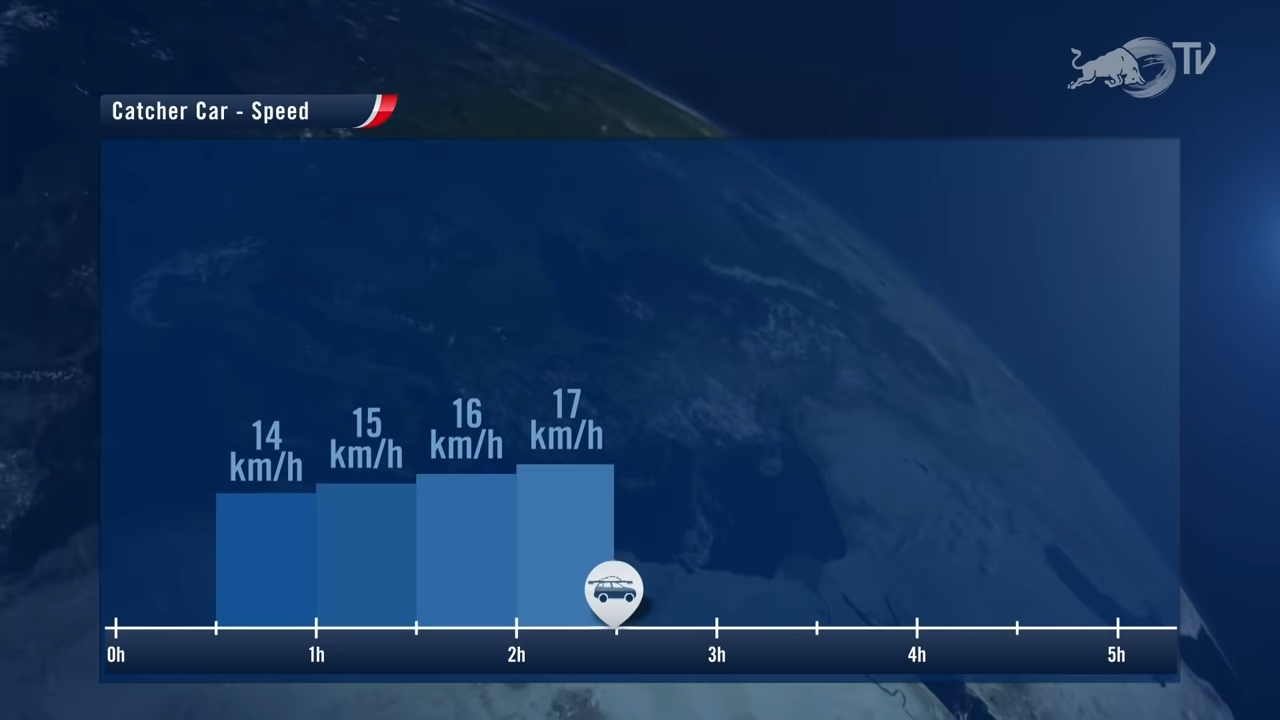 TV
Catcher Car - Speed
14
km/h
15
km/h
16
km/h
17
km/h
0h
1h
2h
3h
4h
5h